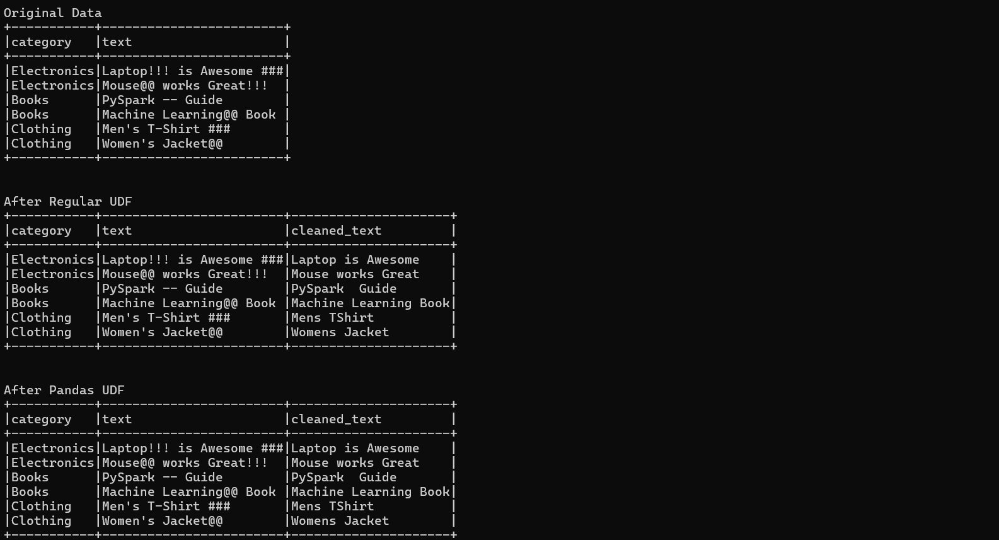 Original Data
+-----------+------------------------+
|category   |text                    |
+-----------+------------------------+
|Electronics|Laptop!!! is Awesome ###|
|Electronics|Mouse@@ works Great!!!  |
|Books      |PySpark -- Guide        |
|Books      |Machine Learning@@ Book |
|Clothing   |Men's T-Shirt ###       |
|Clothing   |Women's Jacket@@        |
+-----------+------------------------+
After Regular UDF
+-----------+------------------------+---------------------+
|category   |text                    |cleaned_text         |
+-----------+------------------------+---------------------+
|Electronics|Laptop!!! is Awesome ###|Laptop is Awesome    |
|Electronics|Mouse@@ works Great!!!  |Mouse works Great    |
|Books      |PySpark -- Guide        |PySpark  Guide       |
|Books      |Machine Learning@@ Book |Machine Learning Book|
|Clothing   |Men's T-Shirt ###       |Mens TShirt          |
|Clothing   |Women's Jacket@@        |Womens Jacket        |
+-----------+------------------------+---------------------+
After Pandas UDF
+-----------+------------------------+---------------------+
|category   |text                    |cleaned_text         |
+-----------+------------------------+---------------------+
|Electronics|Laptop!!! is Awesome ###|Laptop is Awesome    |
|Electronics|Mouse@@ works Great!!!  |Mouse works Great    |
|Books      |PySpark -- Guide        |PySpark  Guide       |
|Books      |Machine Learning@@ Book |Machine Learning Book|
|Clothing   |Men's T-Shirt ###       |Mens TShirt          |
|Clothing   |Women's Jacket@@        |Womens Jacket        |
+-----------+------------------------+---------------------+